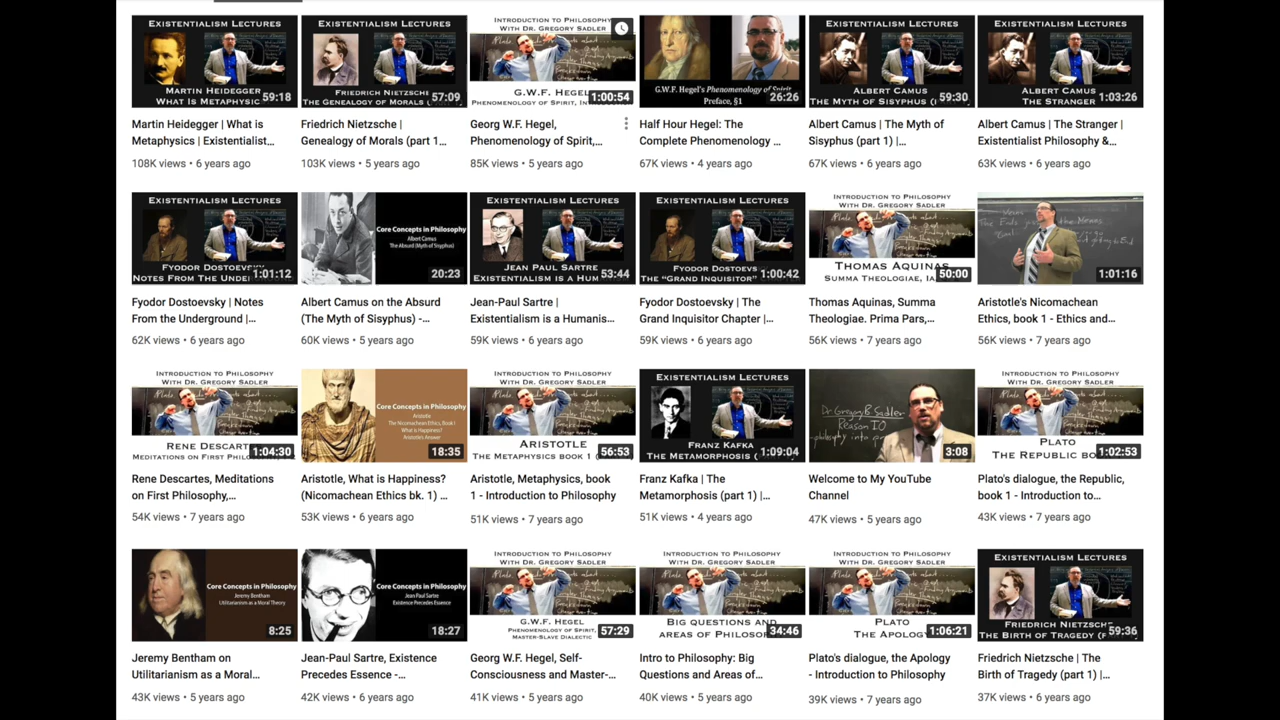 EXISTENTIALISM LECTURES
MARTIN HEIDEGGER
WHAT IS METAPHYSIC
59:18
Martin Heidegger | What is
Metaphysics | Existentialist...
108K views • 6 years ago
EXISTENTIALISM LECTURES
FRIEDRICH NIETZSCHE
THE GENEALOGY OF MORALS (
57:09
Friedrich Nietzsche |
Genealogy of Morals (part 1...
103K views • 5 years ago
INTRODUCTION TO PHILOSOPHY
WITH DR. GREGORY SADLER
G.W.F. HEGEL
PHENOMENOLOGY OF SPIRIT,
1:00:54
Georg W.F. Hegel,
Phenomenology of Spirit,...
85K views • 5 years ago
G.W.F. HEGEL's Phenomenology of Spirit
Preface, §1
26:26
Half Hour Hegel: The
Complete Phenomenology ...
67K views • 4 years ago
EXISTENTIALISM LECTURES
ALBERT CAMUS
THE MYTH OF SISYPHUS (
59:30
Albert Camus | The Myth of
Sisyphus (part 1) |...
67K views • 6 years ago
EXISTENTIALISM LECTURES
ALBERT CAMUS
THE STRANGER
1:03:26
Albert Camus | The Stranger |
Existentialist Philosophy &...
63K views • 6 years ago
EXISTENTIALISM LECTURES
FYODOR DOSTOEV
NOTES FROM THE UNDE
1:01:12
Fyodor Dostoevsky | Notes
From the Underground |...
62K views • 6 years ago
Core Concepts in Philosophy
Albert Camus
The Absurd (Myth of Sisyphus)
20:23
Albert Camus on the Absurd
(The Myth of Sisyphus) -...
60K views • 5 years ago
EXISTENTIALISM LECTURES
JEAN PAUL SARTRE
EXISTENTIALISM IS A HUM
53:44
Jean-Paul Sartre |
Existentialism is a Humanis...
59K views • 6 years ago
EXISTENTIALISM LECTURES
FYODOR DOSTOEVS
THE "GRAND INQUISITOR"
1:00:42
Fyodor Dostoevsky | The
Grand Inquisitor Chapter |...
59K views • 6 years ago
INTRODUCTION TO PHILOSOPHY
WITH DR. GREGORY SADLER
THOMAS AQUINAS
SUMMA THEOLOGIAE, IA
50:00
Thomas Aquinas, Summa
Theologiae. Prima Pars,...
56K views • 7 years ago
1:01:16
Aristotle's Nicomachean
Ethics, book 1 - Ethics and...
56K views • 7 years ago
INTRODUCTION TO PHILOSOPHY
WITH DR. GREGORY SADLER
RENE DESCART
MEDITATIONS ON FIRST PHILO
1:04:30
Rene Descartes, Meditations
on First Philosophy,...
54K views • 7 years ago
Core Concepts in Philosophy
Aristotle
The Nicomachean Ethics, Book I
What is Happiness?
Aristotle's Answer
18:35
Aristotle, What is Happiness?
(Nicomachean Ethics bk. 1) ...
53K views • 6 years ago
INTRODUCTION TO PHILOSOPHY
WITH DR. GREGORY SADLER
ARISTOTLE
THE METAPHYSICS BOOK 1 (
56:53
Aristotle, Metaphysics, book
1 - Introduction to Philosophy
51K views • 7 years ago
EXISTENTIALISM LECTURES
FRANZ KAFKA
THE METAMORPHOSIS (
1:09:04
Franz Kafka | The
Metamorphosis (part 1) |...
51K views • 4 years ago
Dr. Gregory B. Sadler
REASON IO
philosophy into
3:08
Welcome to My YouTube
Channel
47K views • 5 years ago
INTRODUCTION TO PHILOSOPHY
WITH DR. GREGORY SADLER
PLATO
THE REPUBLIC BO
1:02:53
Plato's dialogue, the Republic,
book 1 - Introduction to...
43K views • 7 years ago
Core Concepts in Philosophy
Jeremy Bentham
Utilitarianism as a Moral Theory
8:25
Jeremy Bentham on
Utilitarianism as a Moral...
43K views • 5 years ago
Core Concepts in Philosophy
Jean Paul Sartre
Existence Precedes Essence
18:27
Jean-Paul Sartre, Existence
Precedes Essence -...
42K views • 6 years ago
INTRODUCTION TO PHILOSOPHY
WITH DR. GREGORY SADLER
G.W.F. HEGEL
PHENOMENOLOGY OF SPIRIT,
MASTER-SLAVE DIALECTIC
57:29
Georg W.F. Hegel, Self-
Consciousness and Master-...
41K views • 5 years ago
INTRODUCTION TO PHILOSOPHY
WITH DR. GREGORY SADLER
BIG QUESTIONS AND
AREAS OF PHILOSO
34:46
Intro to Philosophy: Big
Questions and Areas of...
40K views • 5 years ago
INTRODUCTION TO PHILOSOPHY
WITH DR. GREGORY SADLER
PLATO
THE APOLOGY
1:06:21
Plato's dialogue, the Apology
- Introduction to Philosophy
39K views • 7 years ago
EXISTENTIALISM LECTURES
FRIEDRICH NIETZSCHE
THE BIRTH OF TRAGEDY (
59:36
Friedrich Nietzsche | The
Birth of Tragedy (part 1) |...
37K views • 6 years ago